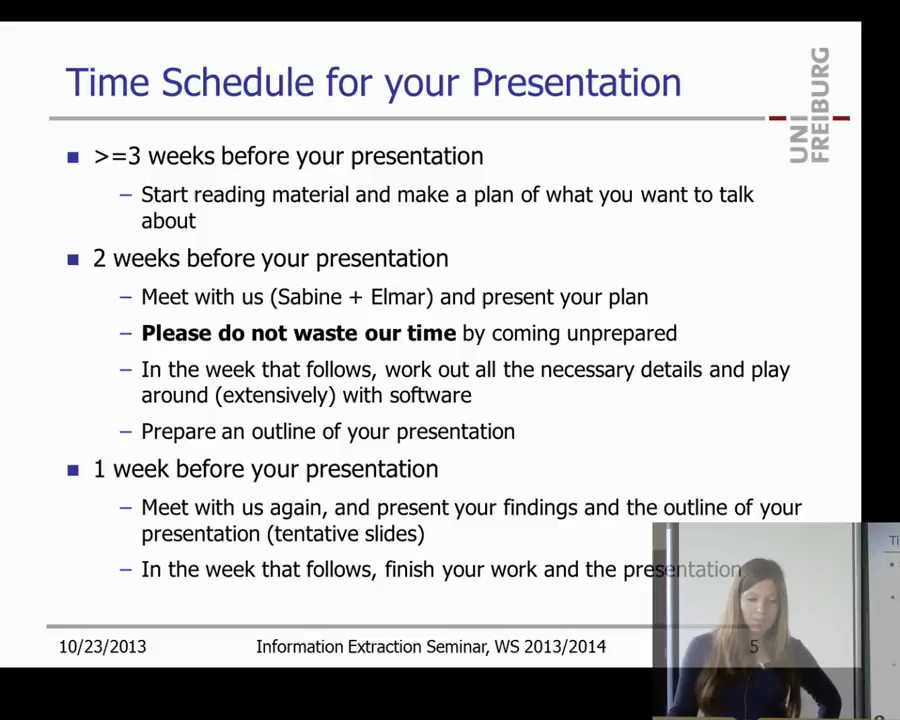 Time Schedule for your Presentation
UNI
FREIBURG
>=3 weeks before your presentation
– Start reading material and make a plan of what you want to talk
about
2 weeks before your presentation
– Meet with us (Sabine + Elmar) and present your plan
– Please do not waste our time by coming unprepared
– In the week that follows, work out all the necessary details and play
around (extensively) with software
– Prepare an outline of your presentation
1 week before your presentation
– Meet with us again, and present your findings and the outline of your
presentation (tentative slides)
– In the week that follows, finish your work and the presentation
10/23/2013
Information Extraction Seminar, WS 2013/2014
5
Ti